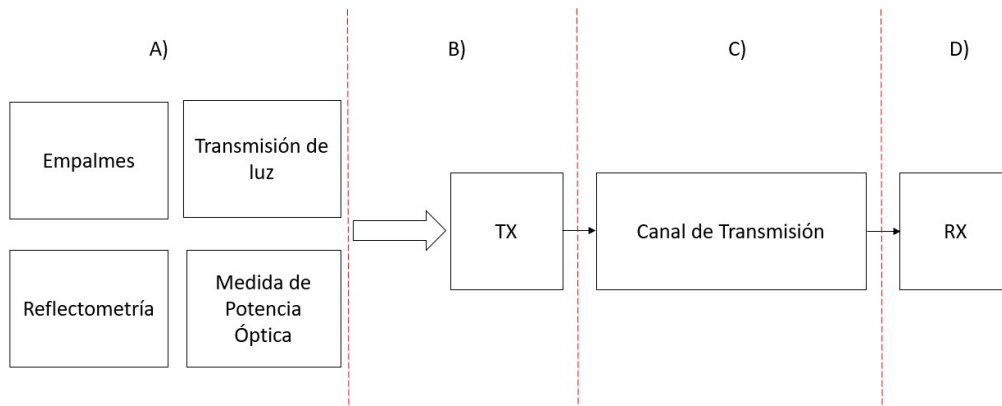 A)
B)
C)
D)
Empalmes
Transmisión de
luz
Reflectometría
Medida de
Potencia
Óptica
TX
Canal de Transmisión
RX